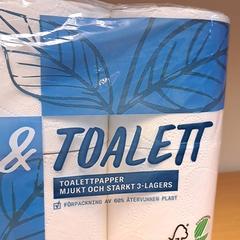 & TOALETT
TOALETTPAPPER
MJUKT OCH STARKT 3-LAGERS
FÖRPACKNING AV 60% ÅTERVUNNEN PLAST